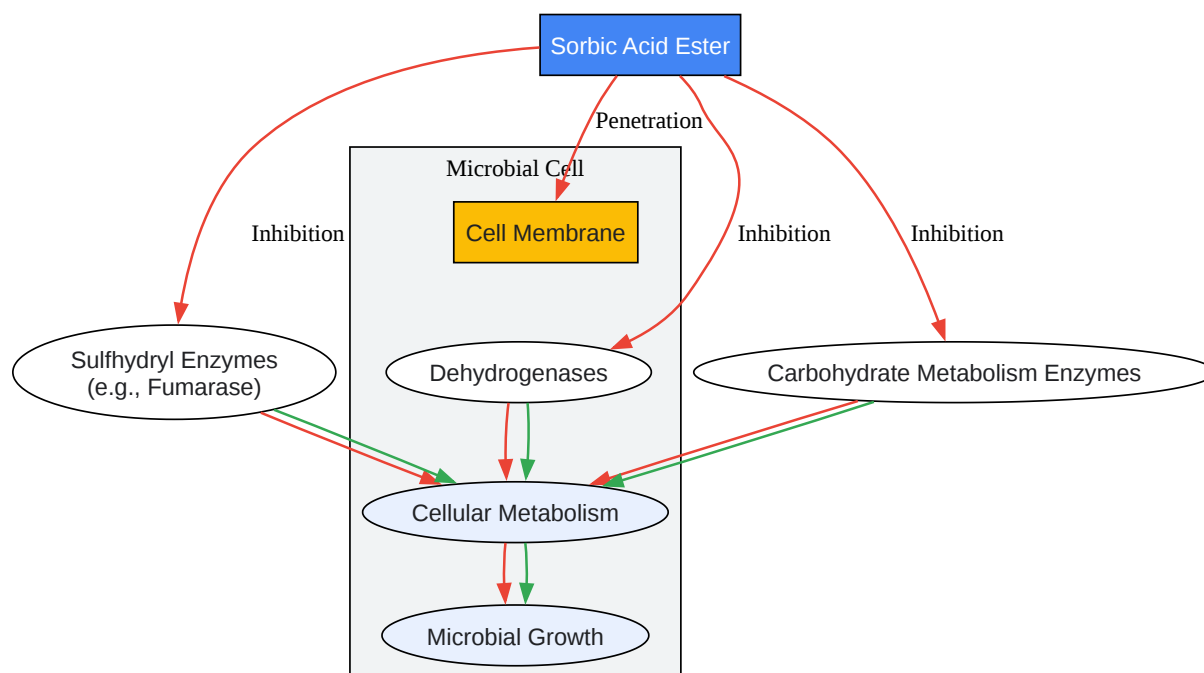 Sorbic Acid Ester
Penetration
Microbial Cell
Cell Membrane
Inhibition
Inhibition
Inhibition
Sulfhydryl Enzymes
(e.g., Fumarase)
Dehydrogenases
Carbohydrate Metabolism Enzymes
Cellular Metabolism
Microbial Growth